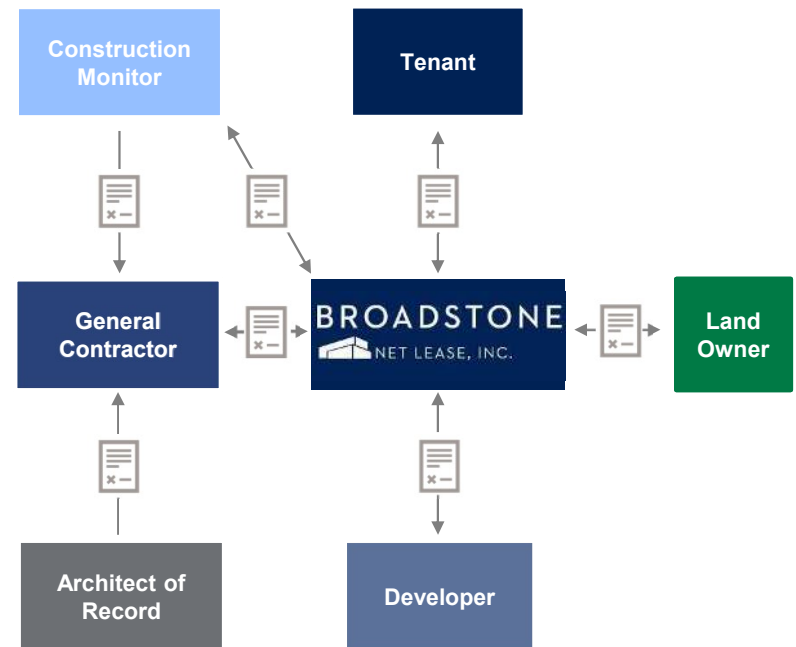 Construction
Monitor
Tenant
General
Contractor
BROADSTONE
NET LEASE, INC.
Land
Owner
Architect of
Record
Developer